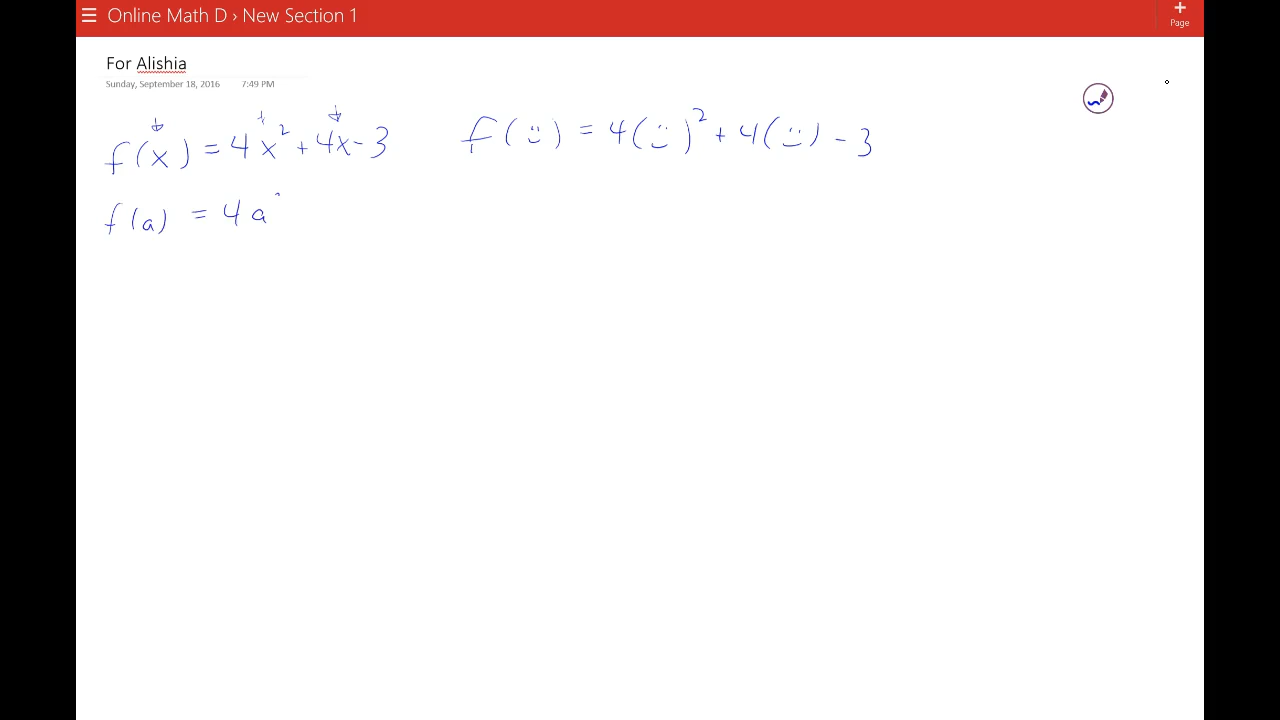 Online Math D › New Section 1
+
Page
For Alishia
Sunday, September 18, 2016 7:49 PM
f(x) = 4x² + 4x - 3 f(☺) = 4(☺)² + 4(☺) - 3
f(a) = 4a